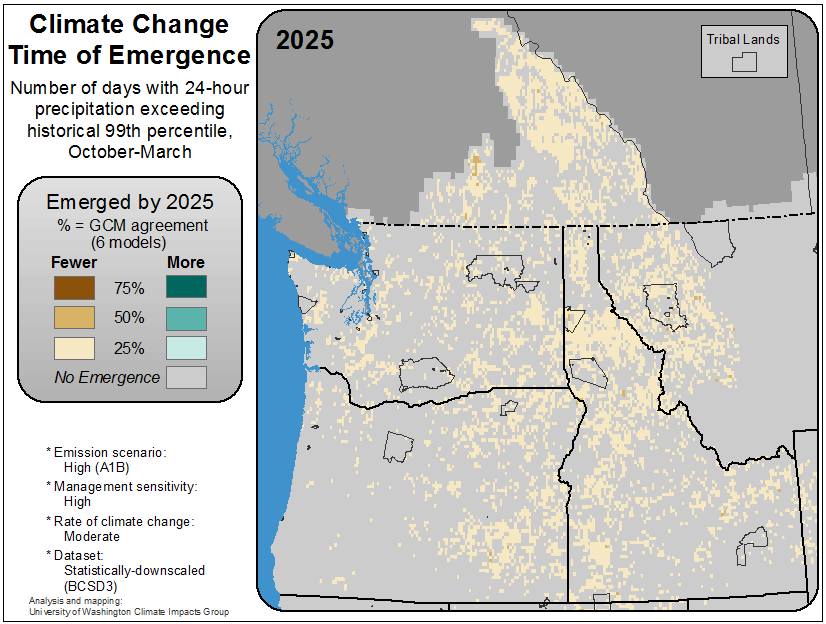 Climate Change
Time of Emergence
Number of days with 24-hour
precipitation exceeding
historical 99th percentile,
October-March
Emerged by 2025
% = GCM agreement
(6 models)
Fewer More
75%
50%
25%
No Emergence
* Emission scenario:
High (A1B)
* Management sensitivity:
High
* Rate of climate change:
Moderate
* Dataset:
Statistically-downscaled
(BCSD3)
Analysis and mapping:
University of Washington Climate Impacts Group
2025
Tribal Lands